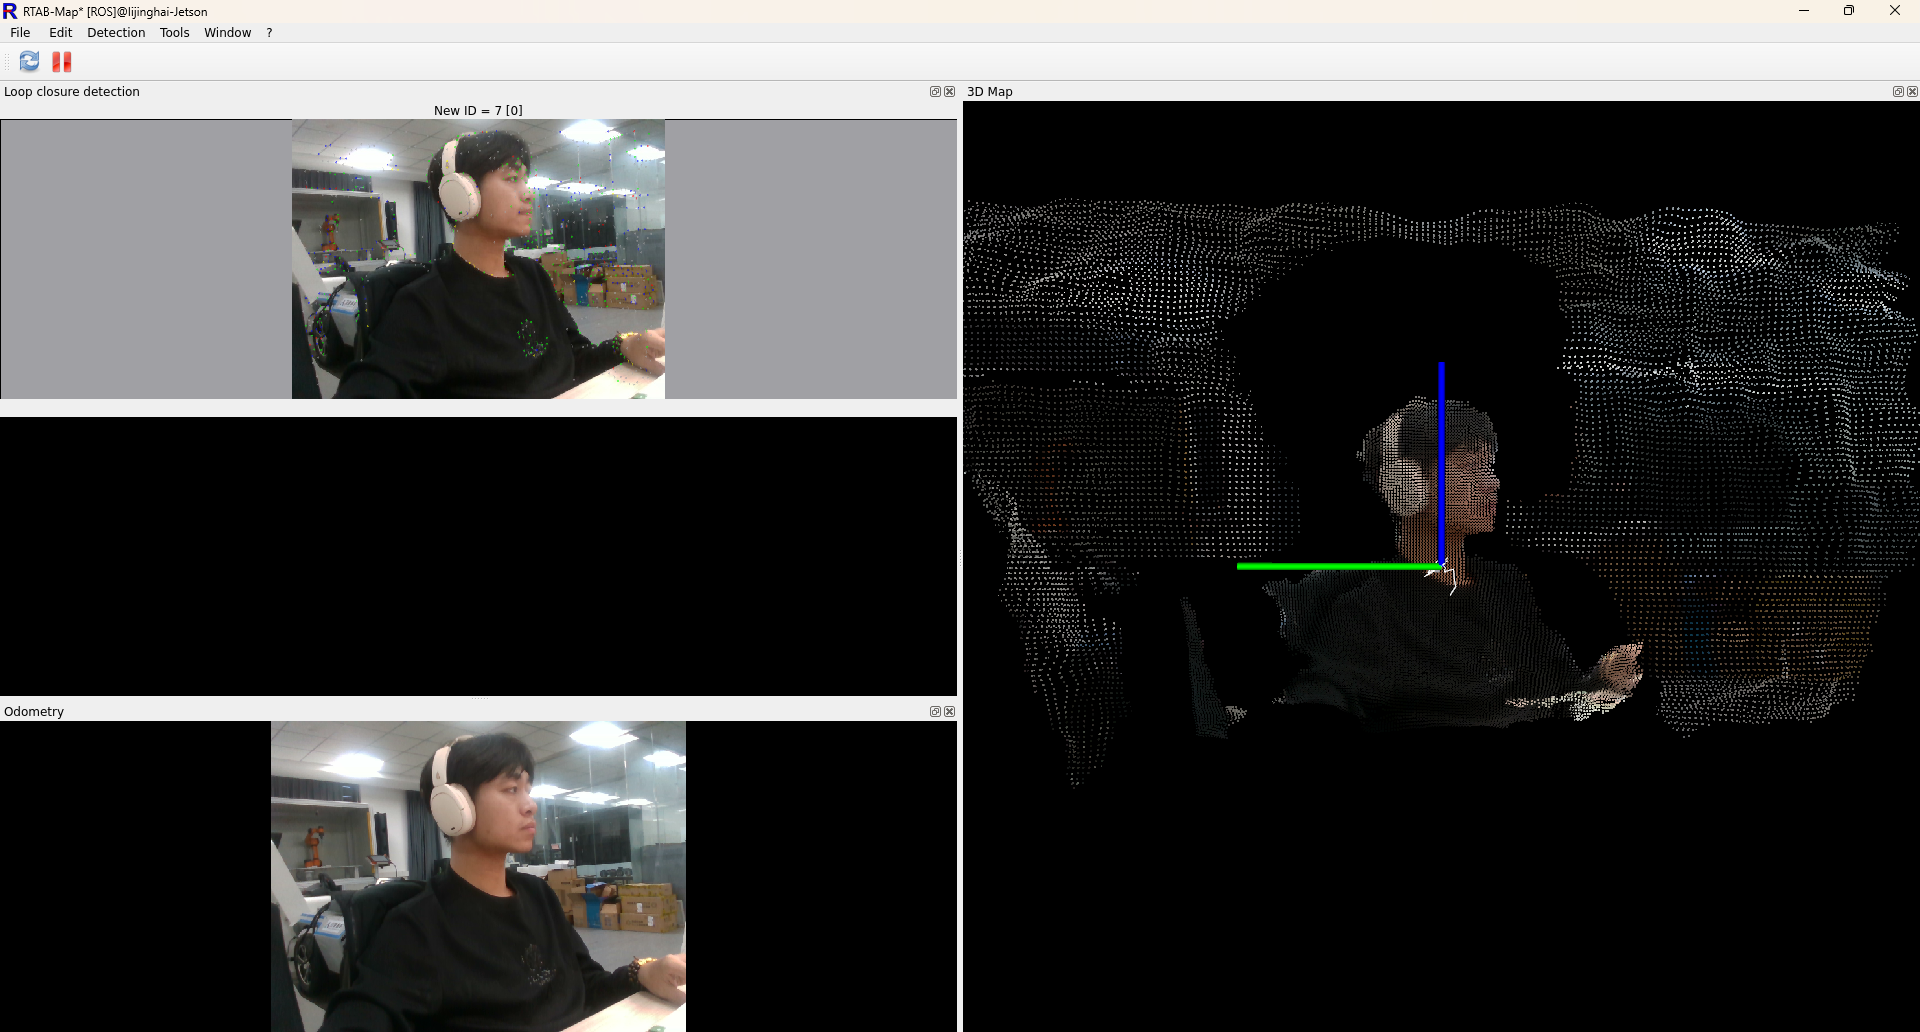 RTAB-Map* [ROS]@lijinghai-Jetson
File Edit Detection Tools Window ?
Loop closure detection
New ID = 7 [0]
3D Map
Odometry